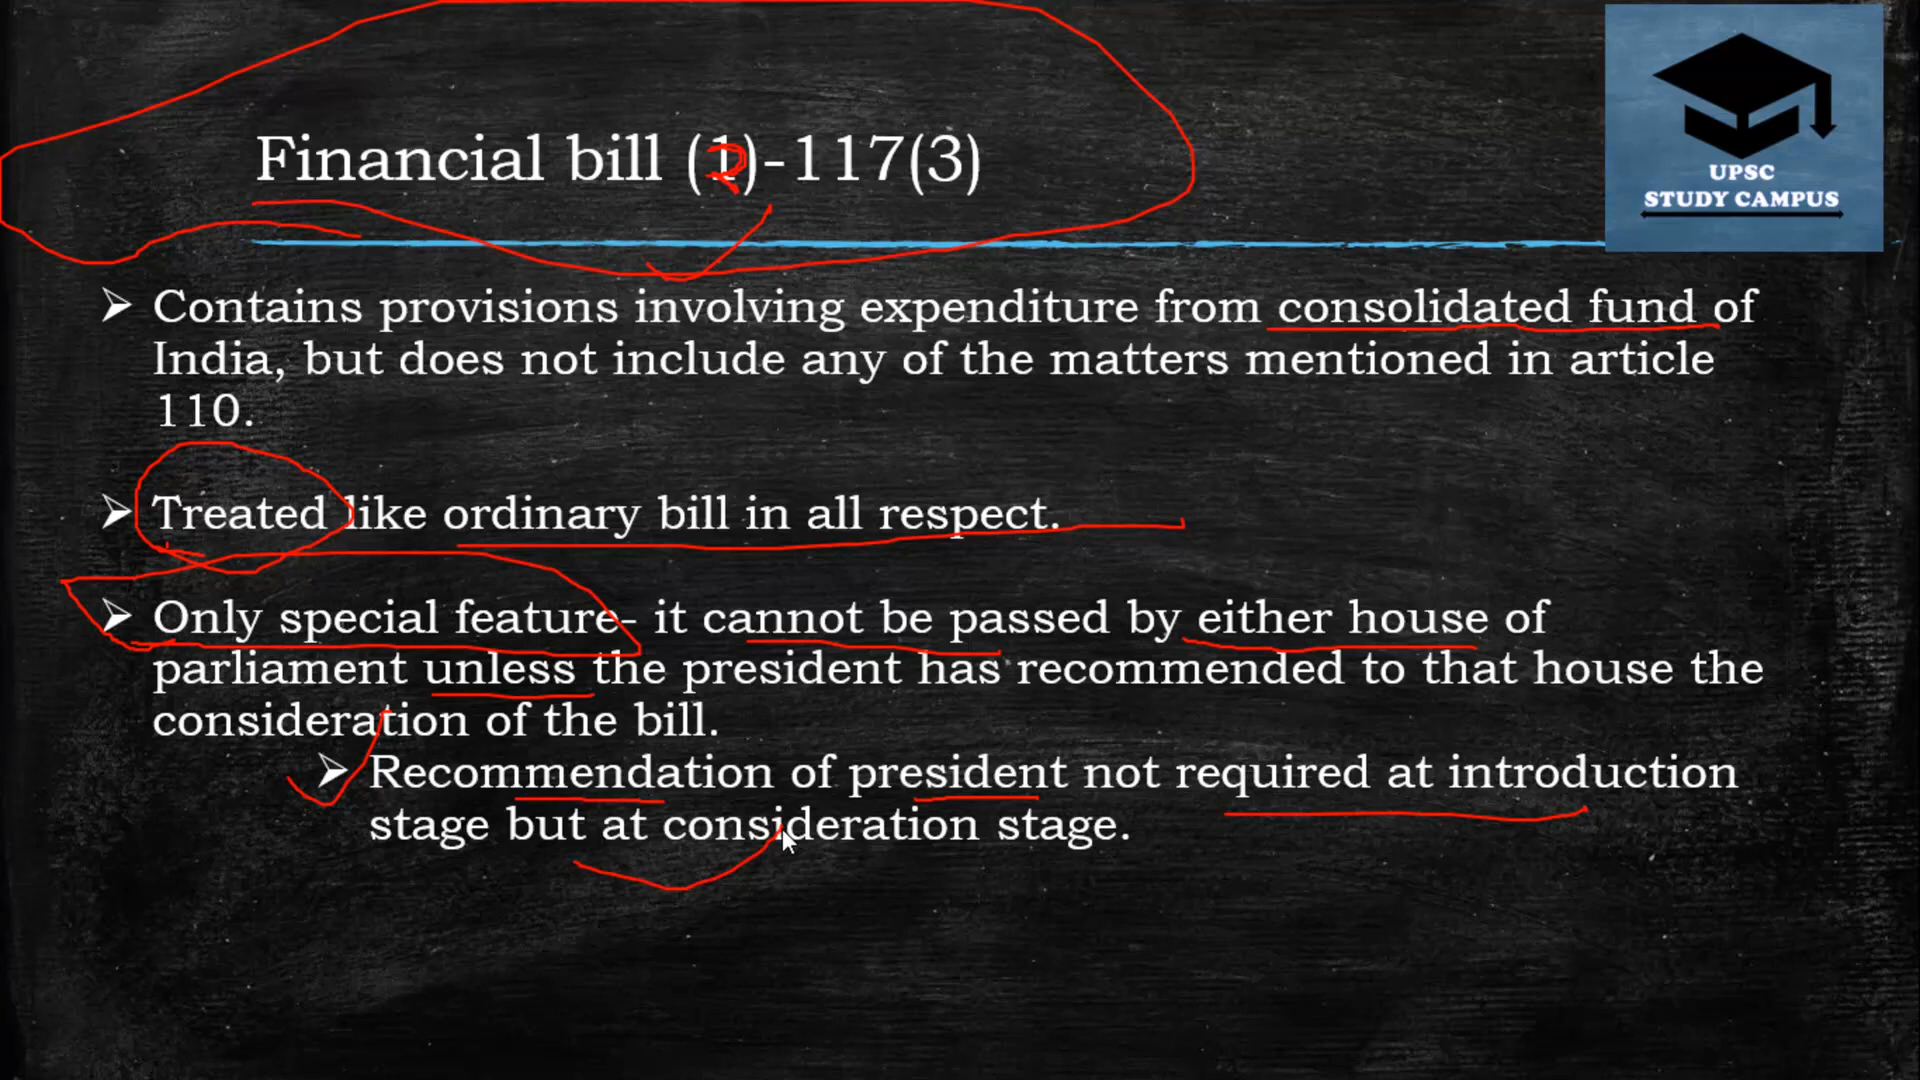 Financial bill (2)-117(3)
UPSC
STUDY CAMPUS
Contains provisions involving expenditure from consolidated fund of
India, but does not include any of the matters mentioned in article
110.
Treated like ordinary bill in all respect.
Only special feature- it cannot be passed by either house of
parliament unless the president has recommended to that house the
consideration of the bill.
Recommendation of president not required at introduction
stage but at consideration stage.